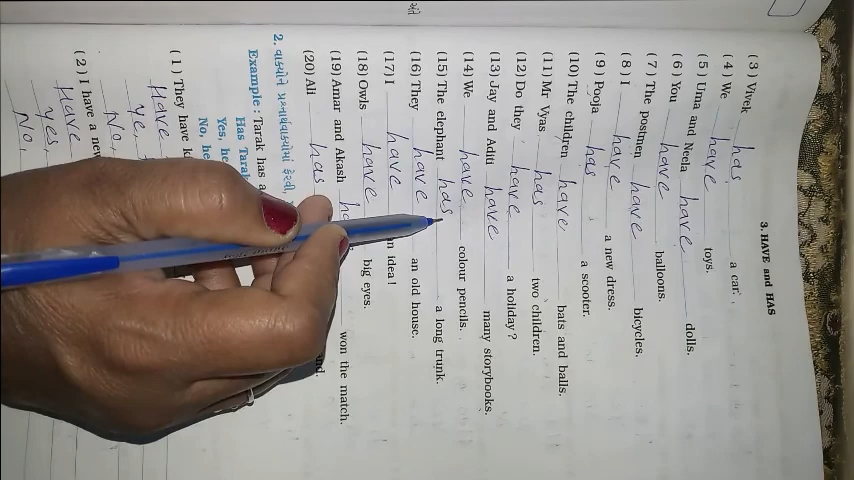 3. HAVE and HAS
(3) Vivek has a car.
(4) We have toys.
(5) Uma and Neela have dolls.
(6) You have balloons.
(7) The postmen have bicycles.
(8) I have a new dress.
(9) Pooja has a scooter.
(10) The children have bats and balls.
(11) Mr Vyas has two children.
(12) Do they have a holiday?
(13) Jay and Aditi have many storybooks.
(14) We have colour pencils.
(15) The elephant has a long trunk.
(16) They have an old house.
(17) I have an idea!
(18) Owls have big eyes.
(19) Amar and Akash won the match.
(20) Ali has
2. વાક્યોને પ્રશ્નાર્થવાક્યોમાં ફેરવી,
Example : Tarak has a
Has Tarak
Yes, he
No, he
(1) They have
Have
Yes,
No,
(2) I have a new
Have
Yes,
No,